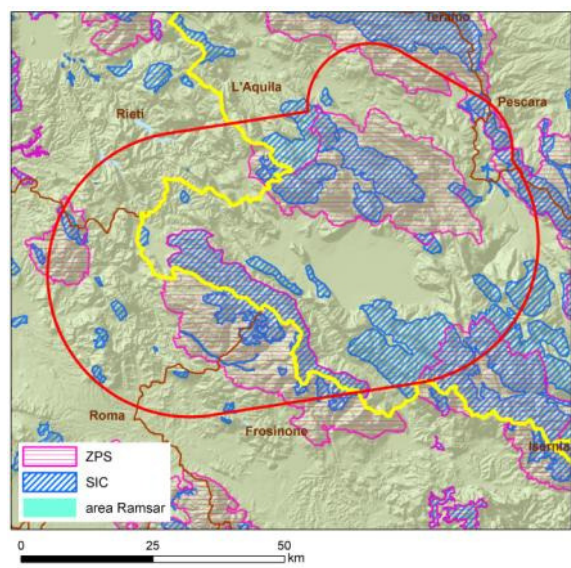 Teramo
L'Aquila
Pescara
Rieti
Roma
Frosinone
Isernia
ZPS
SIC
area Ramsar
0 25 50
km